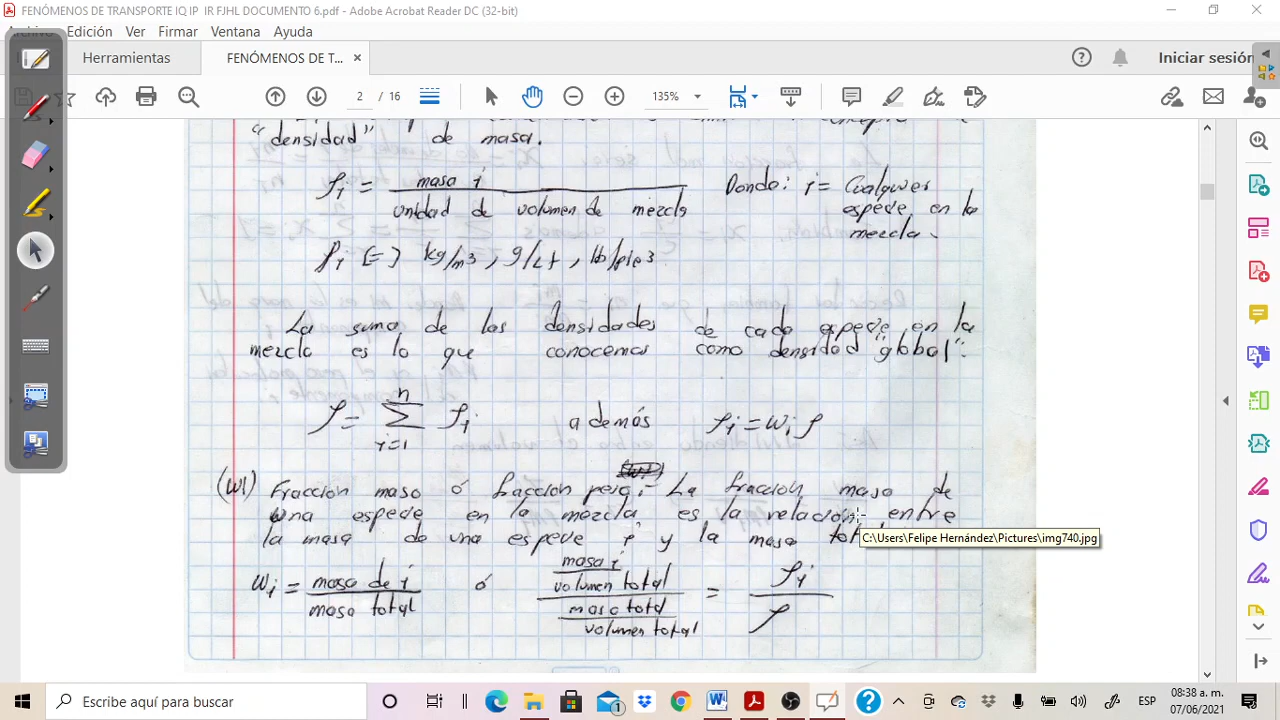 FENÓMENOS DE TRANSPORTE IQ IP IR FJHL DOCUMENTO 6.pdf - Adobe Acrobat Reader DC (32-bit)
Archivo Edición Ver Firmar Ventana Ayuda
Herramientas FENÓMENOS DE T... × Iniciar sesión
2 / 16 135%
"densidad" de masa.
ρi = masa i Donde: i = Cualquier
unidad de volumen de mezcla especie en la
mezcla.
ρi [=] kg/m3, g/Lt, lb/pie3
La suma de las densidades de cada especie en la
mezcla es lo que conocemos como densidad "global":
n
ρ = Σ ρi además ρi = wi ρ
i=1
(wi) Fracción masa ó fracción peso.- La fracción masa de
una especie en la mezcla es la relación entre
la masa de una especie i y la masa total
C:\Users\Felipe Hernández\Pictures\img740.jpg
wi = masa de i / masa total ó masa i / volumen total / masa total / volumen total = ρi / ρ
Escribe aquí para buscar
1
W
ESP
08:38 a. m.
07/06/2021